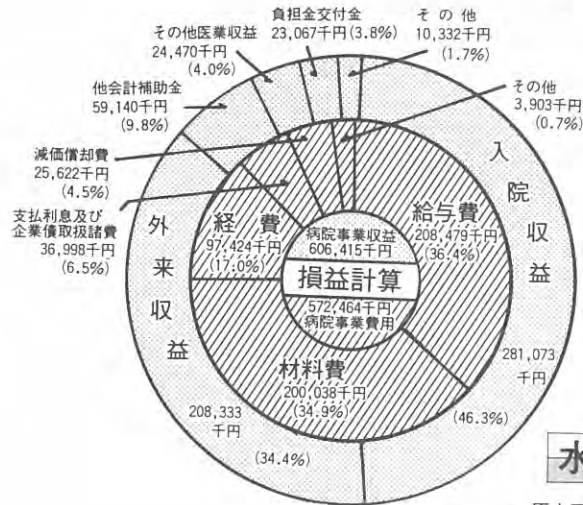 負担金交付金
23,067千円(3.8%)
その他
10,332千円
(1.7%)
その他医業収益
24,470千円
(4.0%)
他会計補助金
59,140千円
(9.8%)
その他
3,903千円
(0.7%)
減価償却費
25,622千円
(4.5%)
支払利息及び
企業債取扱諸費
36,998千円
(6.5%)
入院収益
281,073
千円
(46.3%)
外来収益
208,333
千円
(34.4%)
給与費
208,479千円
(36.4%)
経費
97,424千円
(17.0%)
病院事業収益
606,415千円
損益計算
572,464千円
病院事業費用
材料費
200,038千円
(34.9%)
水